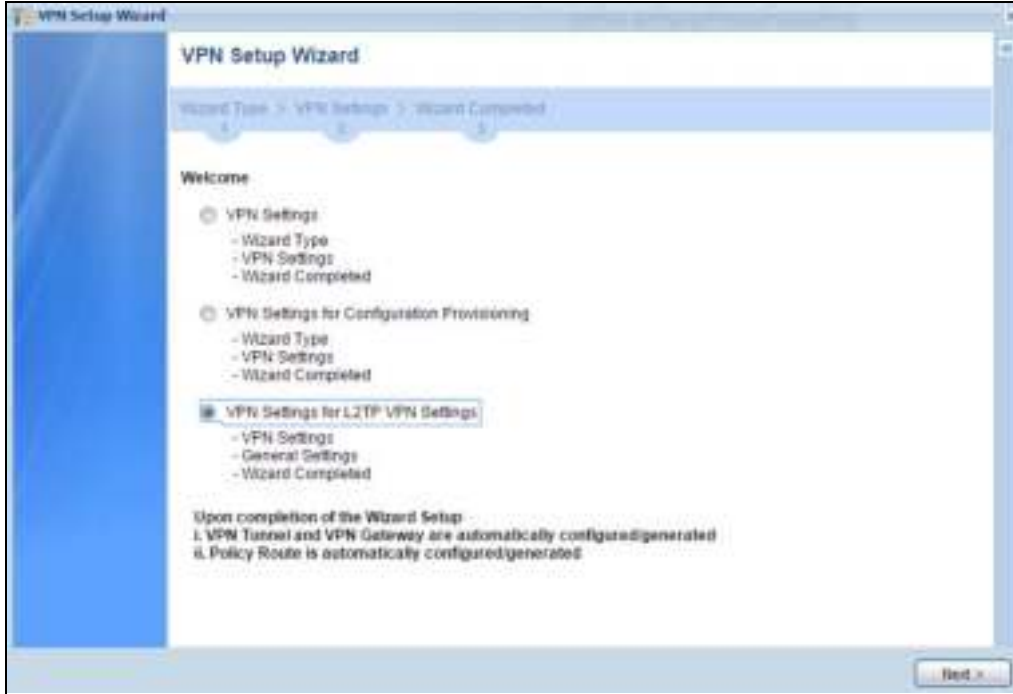 VPN Setup Wizard
VPN Setup Wizard
Wizard Type > VPN Settings > Wizard Completed
1 2 3
Welcome
VPN Settings
- Wizard Type
- VPN Settings
- Wizard Completed
VPN Settings for Configuration Provisioning
- Wizard Type
- VPN Settings
- Wizard Completed
VPN Settings for L2TP VPN Settings
- VPN Settings
- General Settings
- Wizard Completed
Upon completion of the Wizard Setup
i. VPN Tunnel and VPN Gateway are automatically configured/generated
ii. Policy Route is automatically configured/generated
Next >